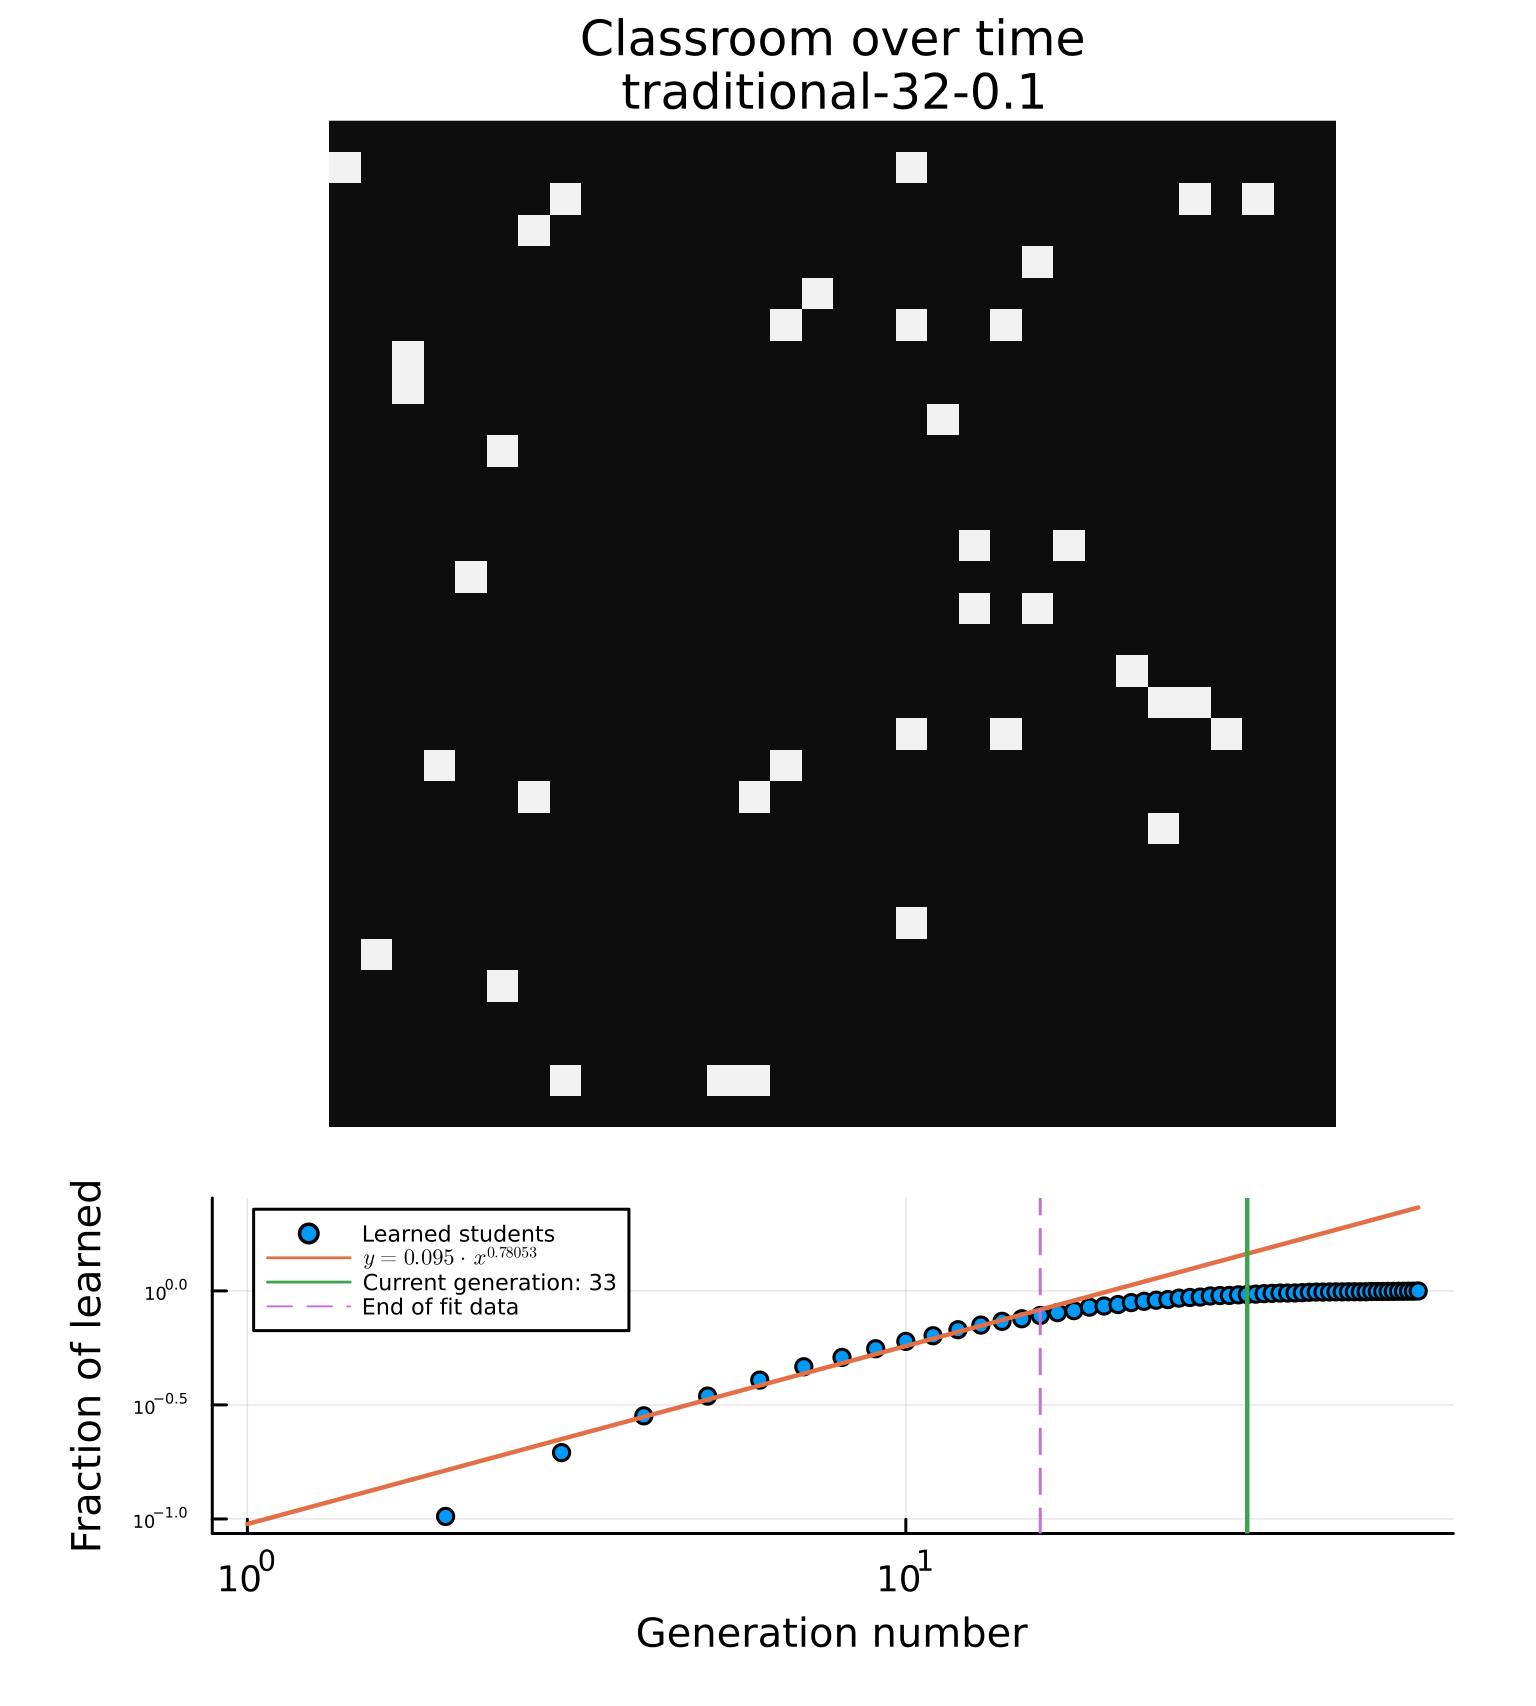 Classroom over time
traditional-32-0.1
Fraction of learned
Learned students
y = 0.095 · x^0.78053
Current generation: 33
End of fit data
10^0.0
10^−0.5
10^−1.0
10^0
10^1
Generation number